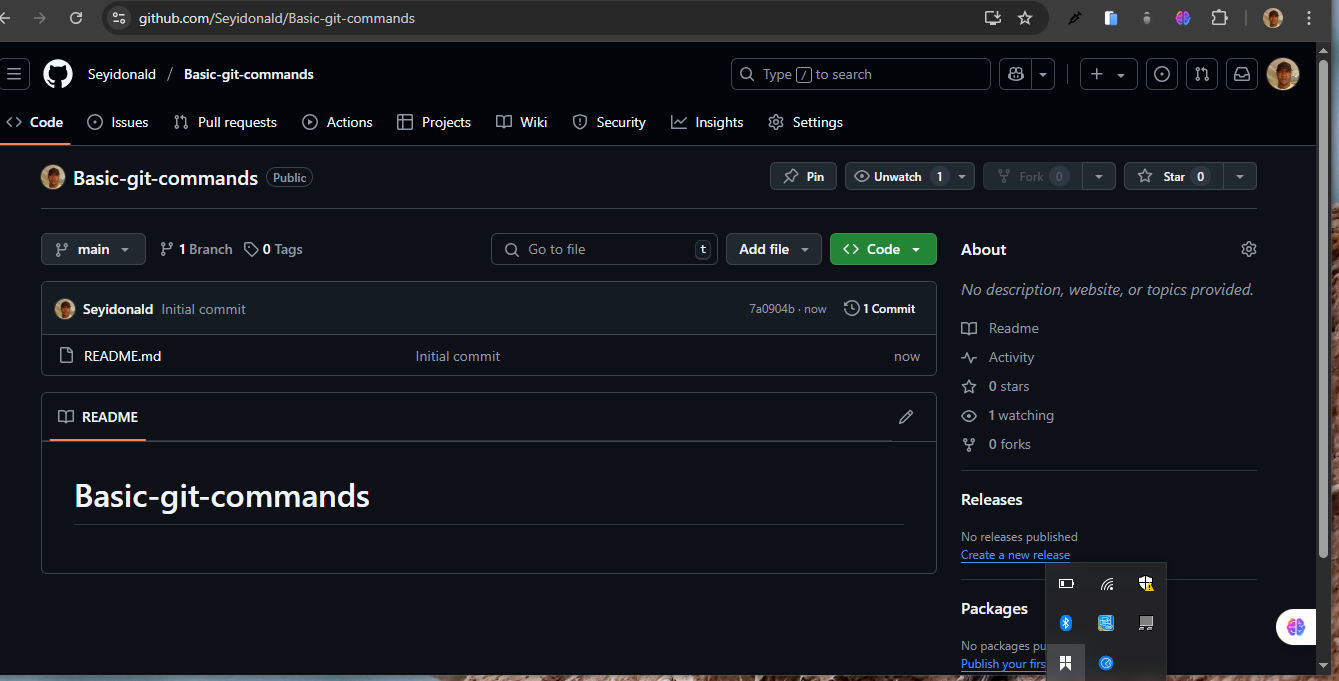 github.com/Seyidonald/Basic-git-commands
Seyidonald / Basic-git-commands
Type / to search
Code Issues Pull requests Actions Projects Wiki Security Insights Settings
Basic-git-commands Public
Pin Unwatch 1 Fork 0 Star 0
main 1 Branch 0 Tags
Go to file t Add file Code
Seyidonald Initial commit 7a0904b · now 1 Commit
README.md Initial commit now
README
Basic-git-commands
About
No description, website, or topics provided.
Readme
Activity
0 stars
1 watching
0 forks
Releases
No releases published
Create a new release
Packages
No packages pu
Publish your firs